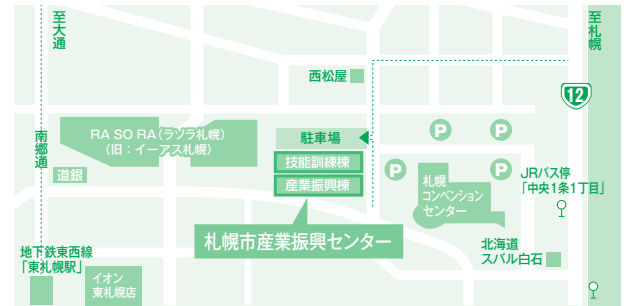 至大通
至札幌
西松屋
12
南郷通
RA SO RA(ラソラ札幌)
(旧:イーアス札幌)
駐車場
P
P
道銀
技能訓練棟
産業振興棟
P
P
札幌
コンベンション
センター
JRバス停
「中央1条1丁目」
札幌市産業振興センター
地下鉄東西線
「東札幌駅」
イオン
東札幌店
北海道
スバル白石